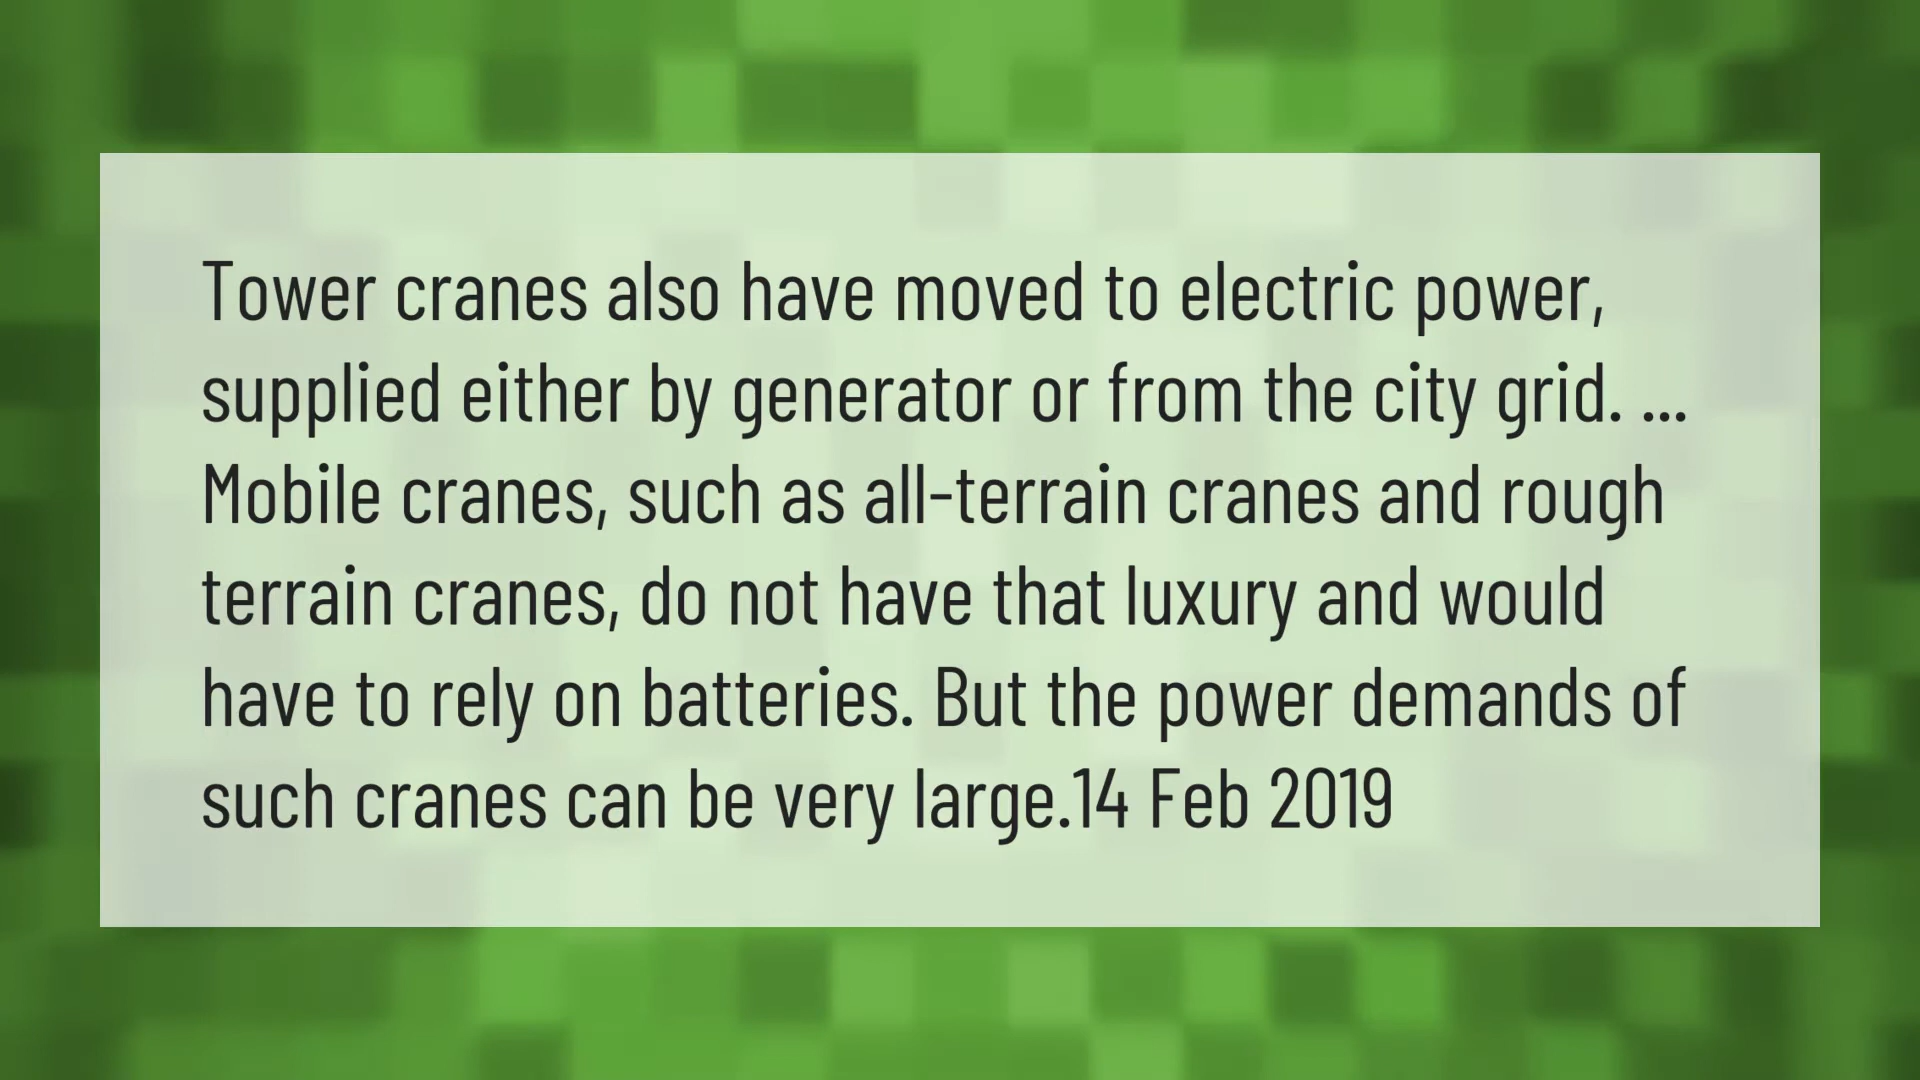 Tower cranes also have moved to electric power,
supplied either by generator or from the city grid. ...
Mobile cranes, such as all-terrain cranes and rough
terrain cranes, do not have that luxury and would
have to rely on batteries. But the power demands of
such cranes can be very large.14 Feb 2019